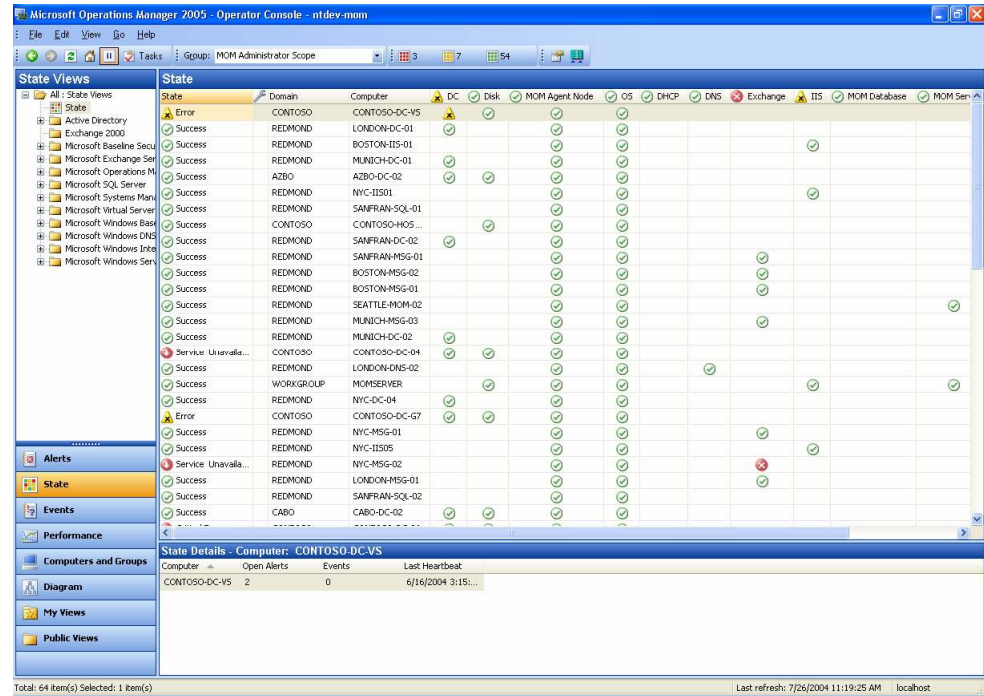 Microsoft Operations Manager 2005 - Operator Console - ntdev-mom
File Edit View Go Help
Tasks Group: MOM Administrator Scope 3 7 54
State Views
All : State Views
State
Active Directory
Exchange 2000
Microsoft Baseline Secu
Microsoft Exchange Ser
Microsoft Operations M
Microsoft SQL Server
Microsoft Systems Mana
Microsoft Virtual Server
Microsoft Windows Base
Microsoft Windows DNS
Microsoft Windows Inte
Microsoft Windows Serv
Alerts
State
Events
Performance
Computers and Groups
Diagram
My Views
Public Views
State
State Domain Computer DC Disk MOM Agent Node OS DHCP DNS Exchange IIS MOM Database MOM Serv
Error CONTOSO CONTOSO-DC-VS
Success REDMOND LONDON-DC-01
Success REDMOND BOSTON-IIS-01
Success REDMOND MUNICH-DC-01
Success AZBO AZBO-DC-02
Success REDMOND NYC-IIS01
Success REDMOND SANFRAN-SQL-01
Success CONTOSO CONTOSO-HOS...
Success REDMOND SANFRAN-DC-02
Success REDMOND SANFRAN-MSG-01
Success REDMOND BOSTON-MSG-02
Success REDMOND BOSTON-MSG-01
Success REDMOND SEATTLE-MOM-02
Success REDMOND MUNICH-MSG-03
Success REDMOND MUNICH-DC-02
Service Unavaila... CONTOSO CONTOSO-DC-04
Success REDMOND LONDON-DNS-02
Success WORKGROUP MOMSERVER
Success REDMOND NYC-DC-04
Error CONTOSO CONTOSO-DC-G7
Success REDMOND NYC-MSG-01
Success REDMOND NYC-IIS05
Service Unavaila... REDMOND NYC-MSG-02
Success REDMOND LONDON-MSG-01
Success REDMOND SANFRAN-SQL-02
Success CABO CABO-DC-02
State Details - Computer: CONTOSO-DC-VS
Computer Open Alerts Events Last Heartbeat
CONTOSO-DC-VS 2 0 6/16/2004 3:15:...
Total: 64 item(s) Selected: 1 item(s) Last refresh: 7/26/2004 11:19:25 AM localhost